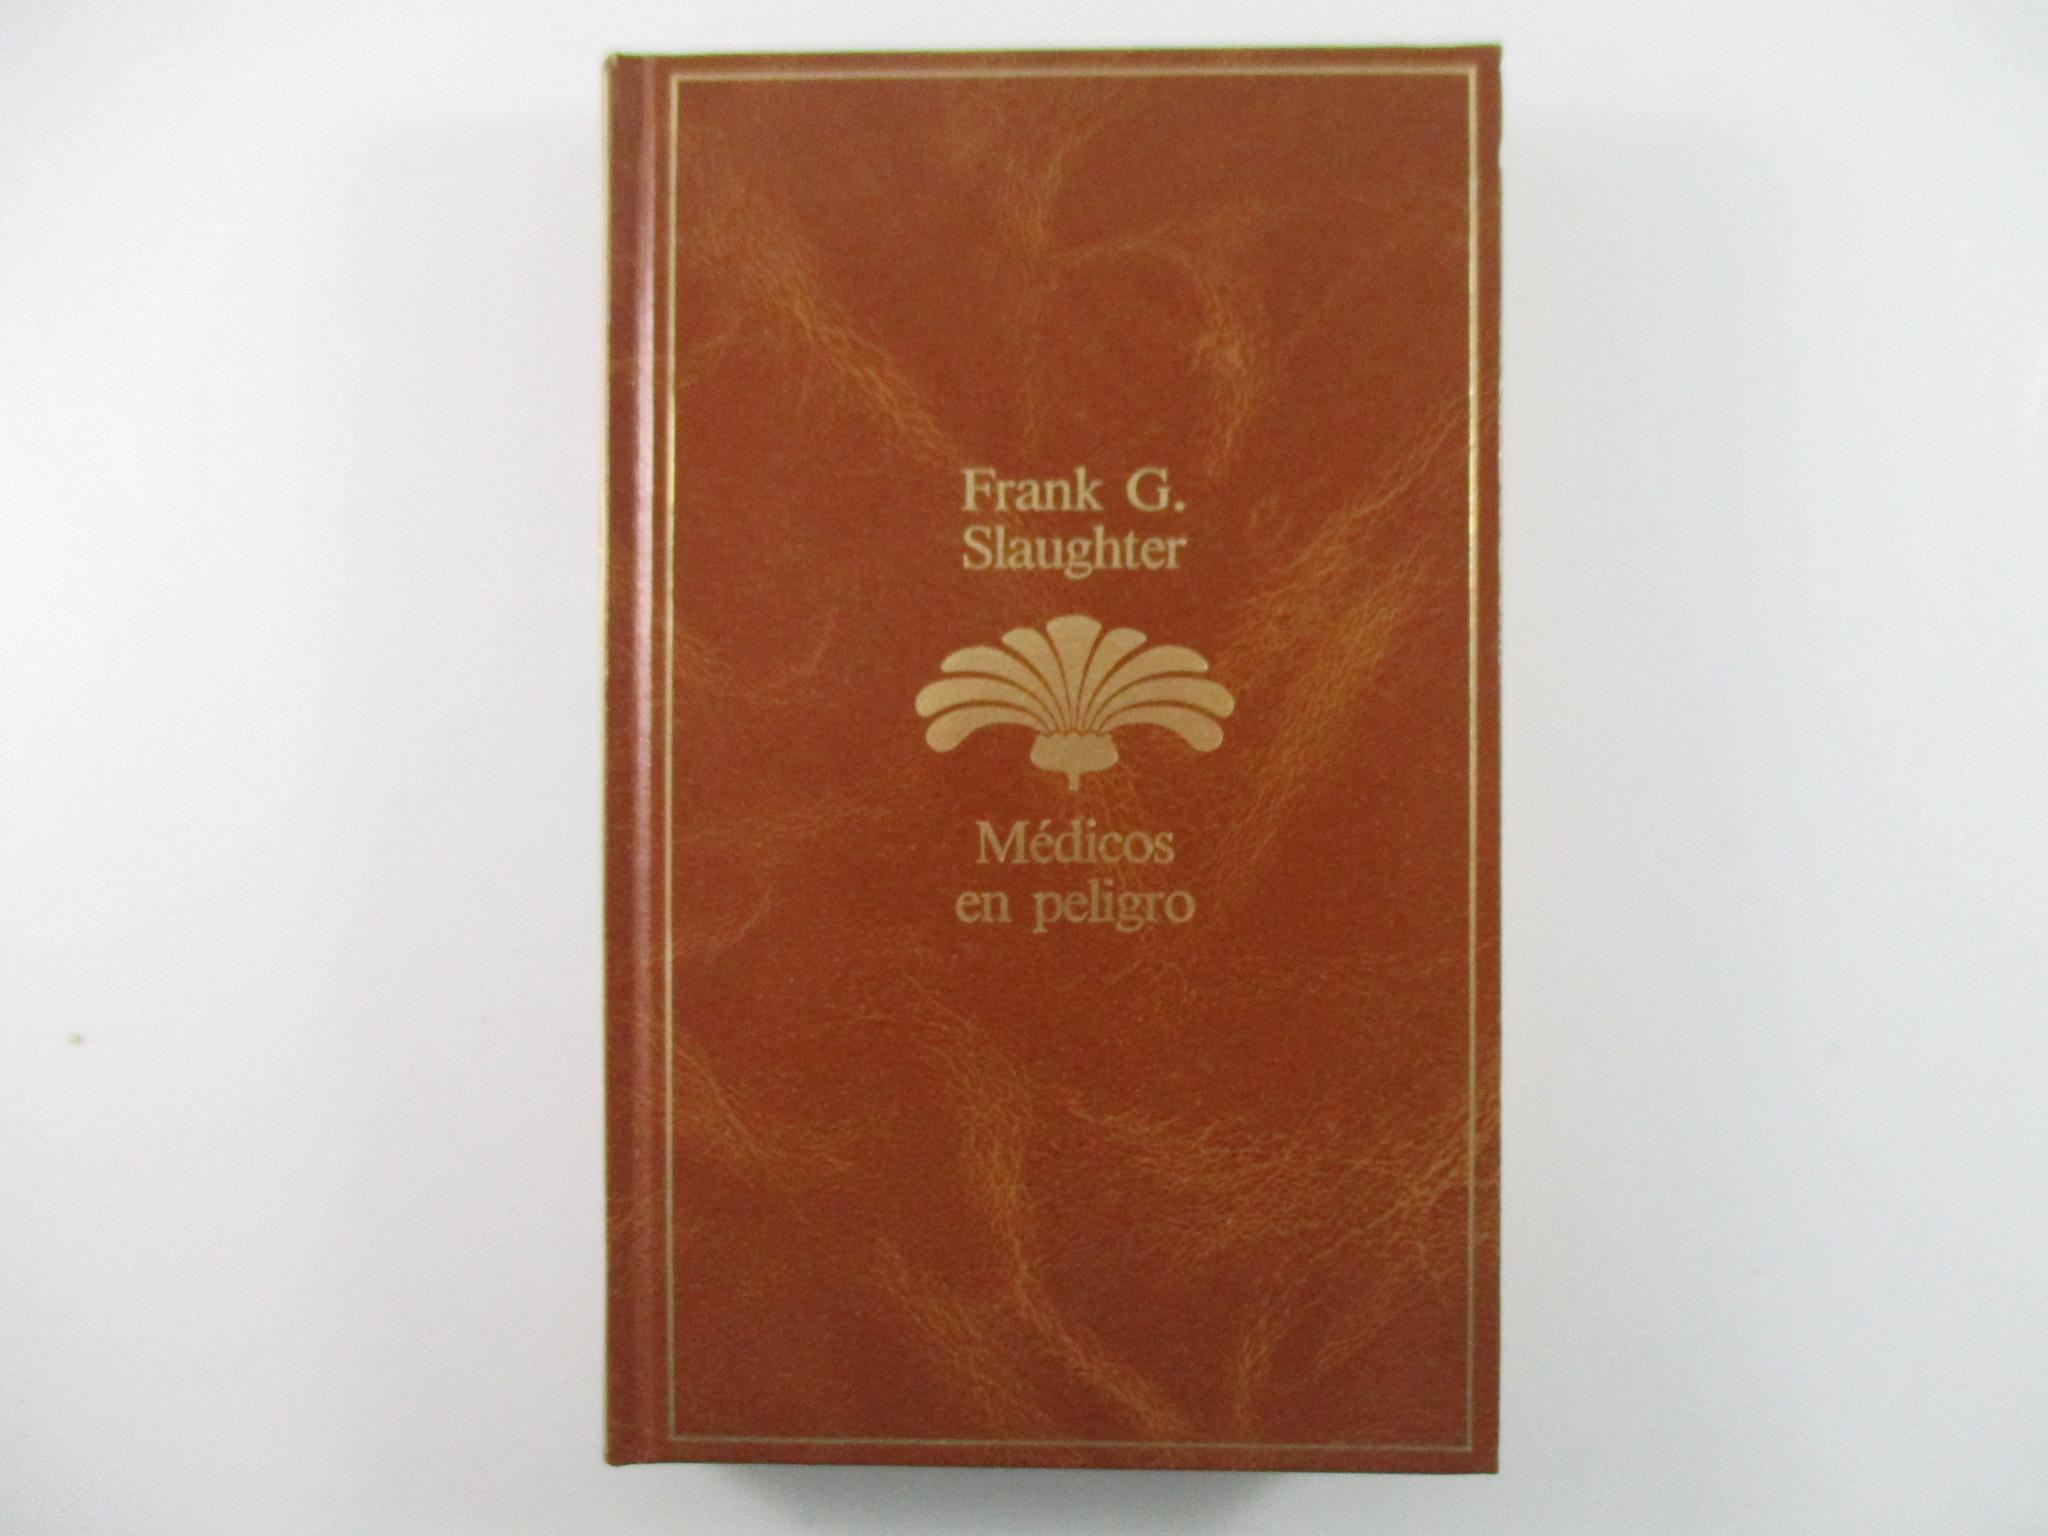 Frank G.
Slaughter
Médicos
en peligro